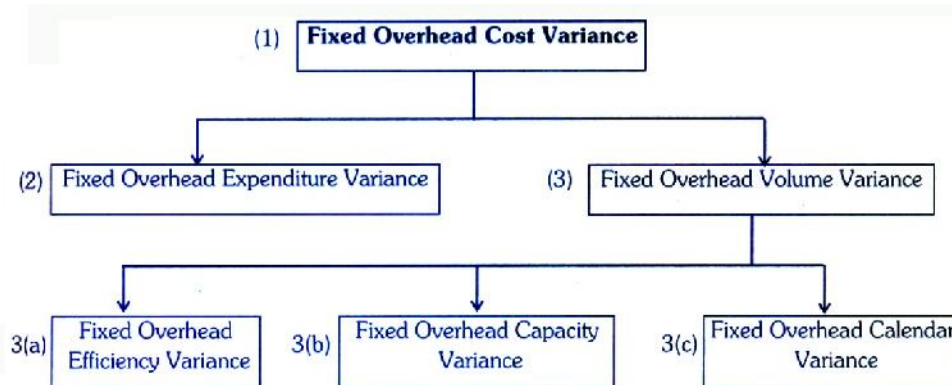 (1) Fixed Overhead Cost Variance
(2) Fixed Overhead Expenditure Variance
(3) Fixed Overhead Volume Variance
3(a) Fixed Overhead
Efficiency Variance
3(b) Fixed Overhead Capacity
Variance
3(c) Fixed Overhead Calendar
Variance